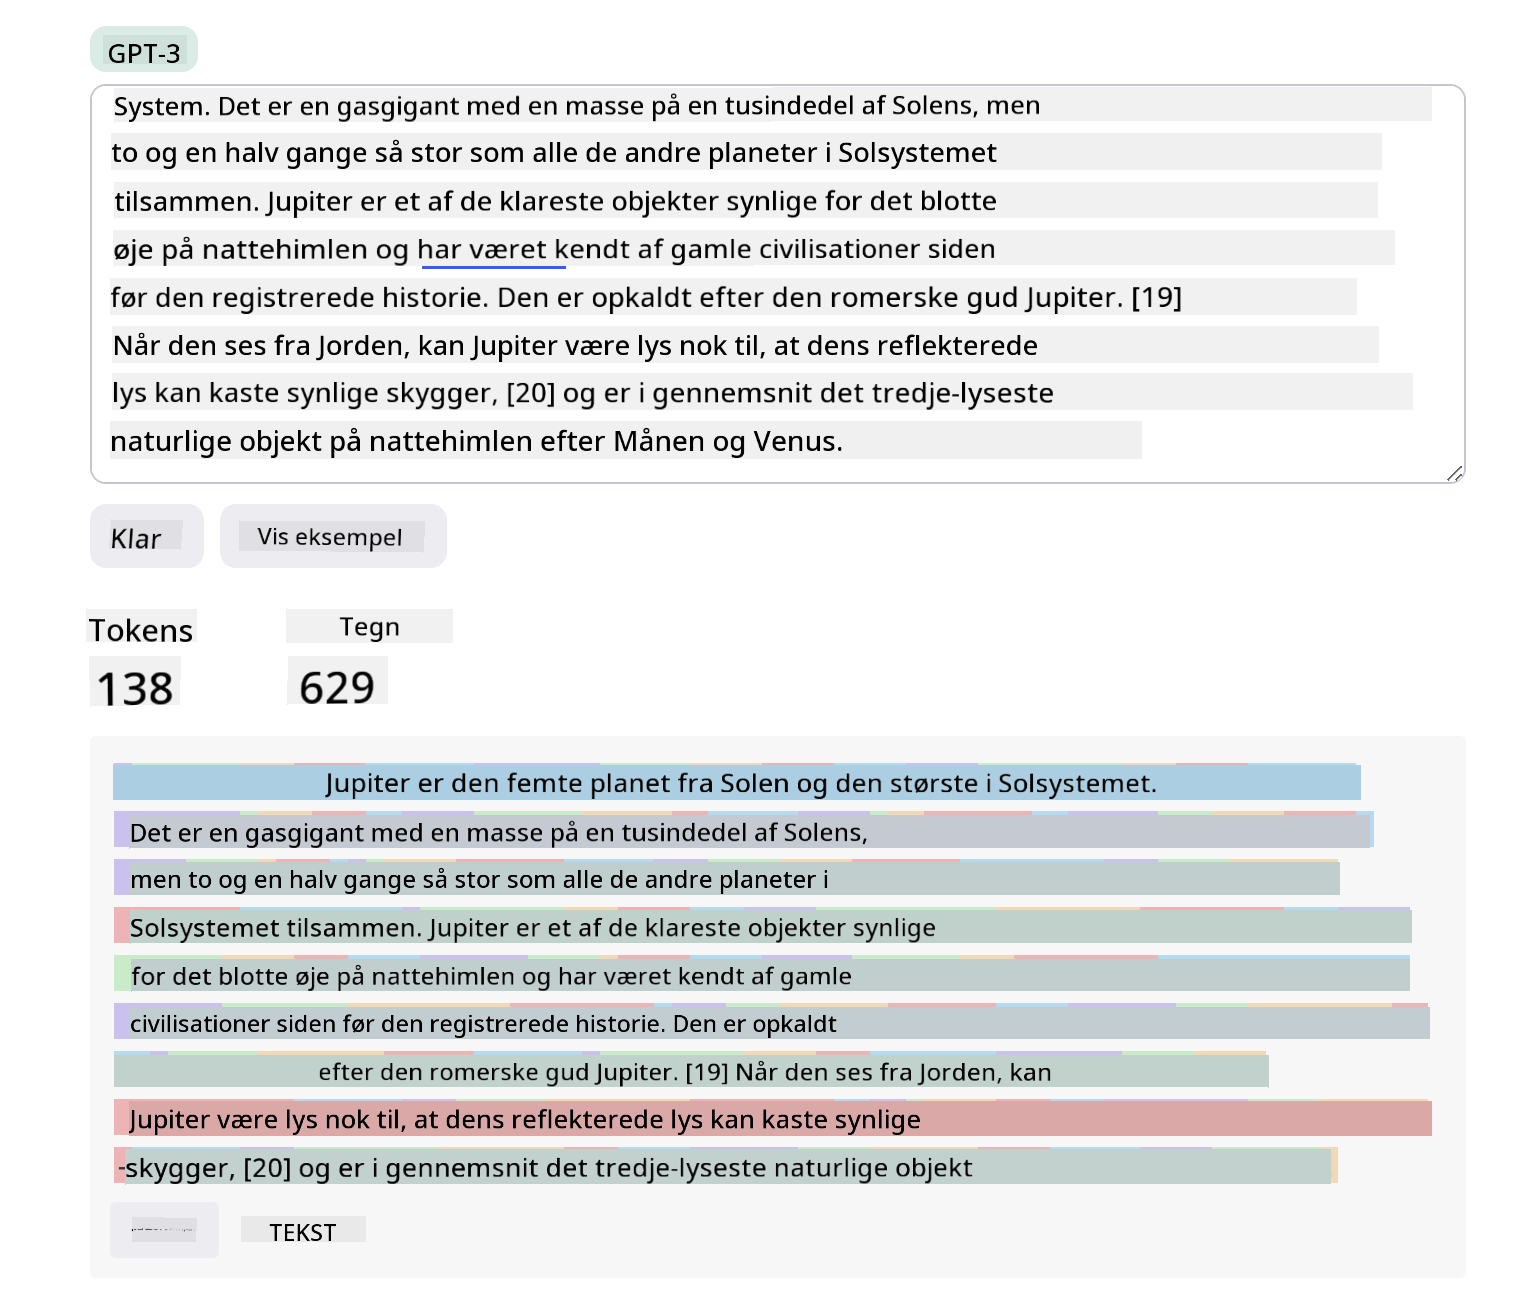 GPT-3
System. Det er en gasgigant med en masse på en tusindedel af Solens, men
to og en halv gange så stor som alle de andre planeter i Solsystemet
tilsammen. Jupiter er et af de klareste objekter synlige for det blotte
øje på nattehimlen og har været kendt af gamle civilisationer siden
før den registrerede historie. Den er opkaldt efter den romerske gud Jupiter. [19]
Når den ses fra Jorden, kan Jupiter være lys nok til, at dens reflekterede
lys kan kaste synlige skygger, [20] og er i gennemsnit det tredje-lyseste
naturlige objekt på nattehimlen efter Månen og Venus.
Klar
Vis eksempel
Tokens
Tegn
138
629
Jupiter er den femte planet fra Solen og den største i Solsystemet.
Det er en gasgigant med en masse på en tusindedel af Solens,
men to og en halv gange så stor som alle de andre planeter i
Solsystemet tilsammen. Jupiter er et af de klareste objekter synlige
for det blotte øje på nattehimlen og har været kendt af gamle
civilisationer siden før den registrerede historie. Den er opkaldt
efter den romerske gud Jupiter. [19] Når den ses fra Jorden, kan
Jupiter være lys nok til, at dens reflekterede lys kan kaste synlige
-skygger, [20] og er i gennemsnit det tredje-lyseste naturlige objekt
TEKST